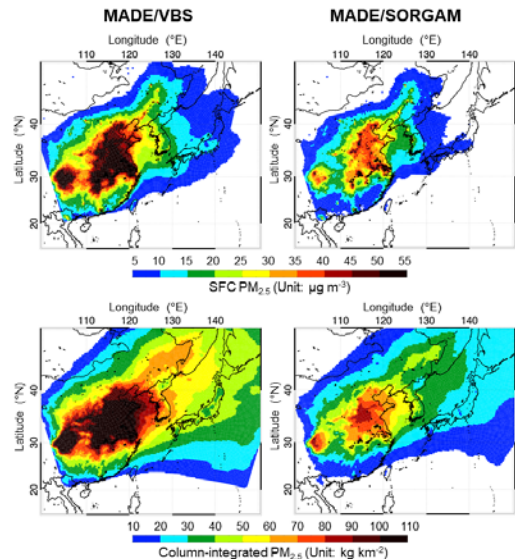 MADE/VBS MADE/SORGAM
Longitude (°E) Longitude (°E)
110 120 130 140 110 120 130 140
Latitude (°N) 40 30 20
Latitude (°N) 40 30 20
5 10 15 20 25 30 35 40 45 50 55
SFC PM2.5 (Unit: µg m-3)
Longitude (°E) Longitude (°E)
110 120 130 140 110 120 130 140
Latitude (°N) 40 30 20
Latitude (°N) 40 30 20
10 20 30 40 50 60 70 80 90 100 110
Column-integrated PM2.5 (Unit: kg km-2)